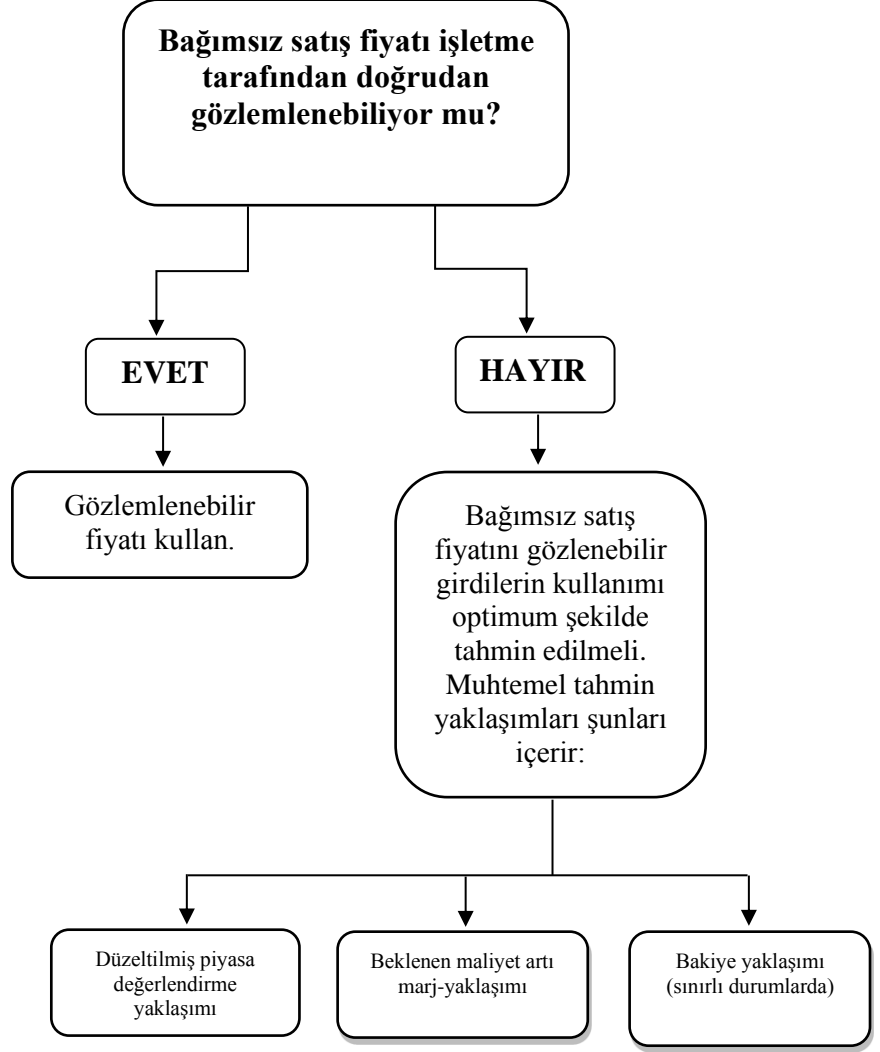 Bağımsız satış fiyatı işletme
tarafından doğrudan
gözlemlenebiliyor mu?
EVET
HAYIR
Gözlemlenebilir
fiyatı kullan.
Bağımsız satış
fiyatını gözlenebilir
girdilerin kullanımı
optimum şekilde
tahmin edilmeli.
Muhtemel tahmin
yaklaşımları şunları
içerir:
Düzeltilmiş piyasa
değerlendirme
yaklaşımı
Beklenen maliyet artı
marj-yaklaşımı
Bakiye yaklaşımı
(sınırlı durumlarda)